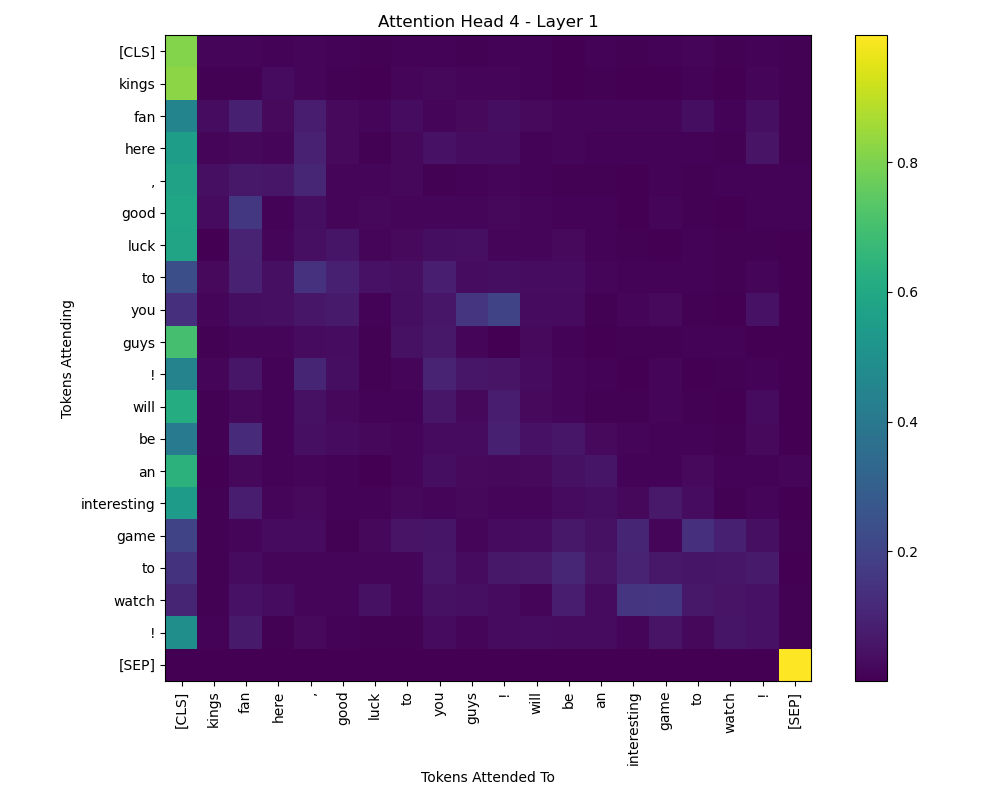 Attention Head 4 - Layer 1
Tokens Attending
[CLS]
kings
fan
here
,
good
luck
to
you
guys
!
will
be
an
interesting
game
to
watch
!
[SEP]
[CLS]
kings
fan
here
,
good
luck
to
you
guys
!
will
be
an
interesting
game
to
watch
!
[SEP]
Tokens Attended To
0.8
0.6
0.4
0.2